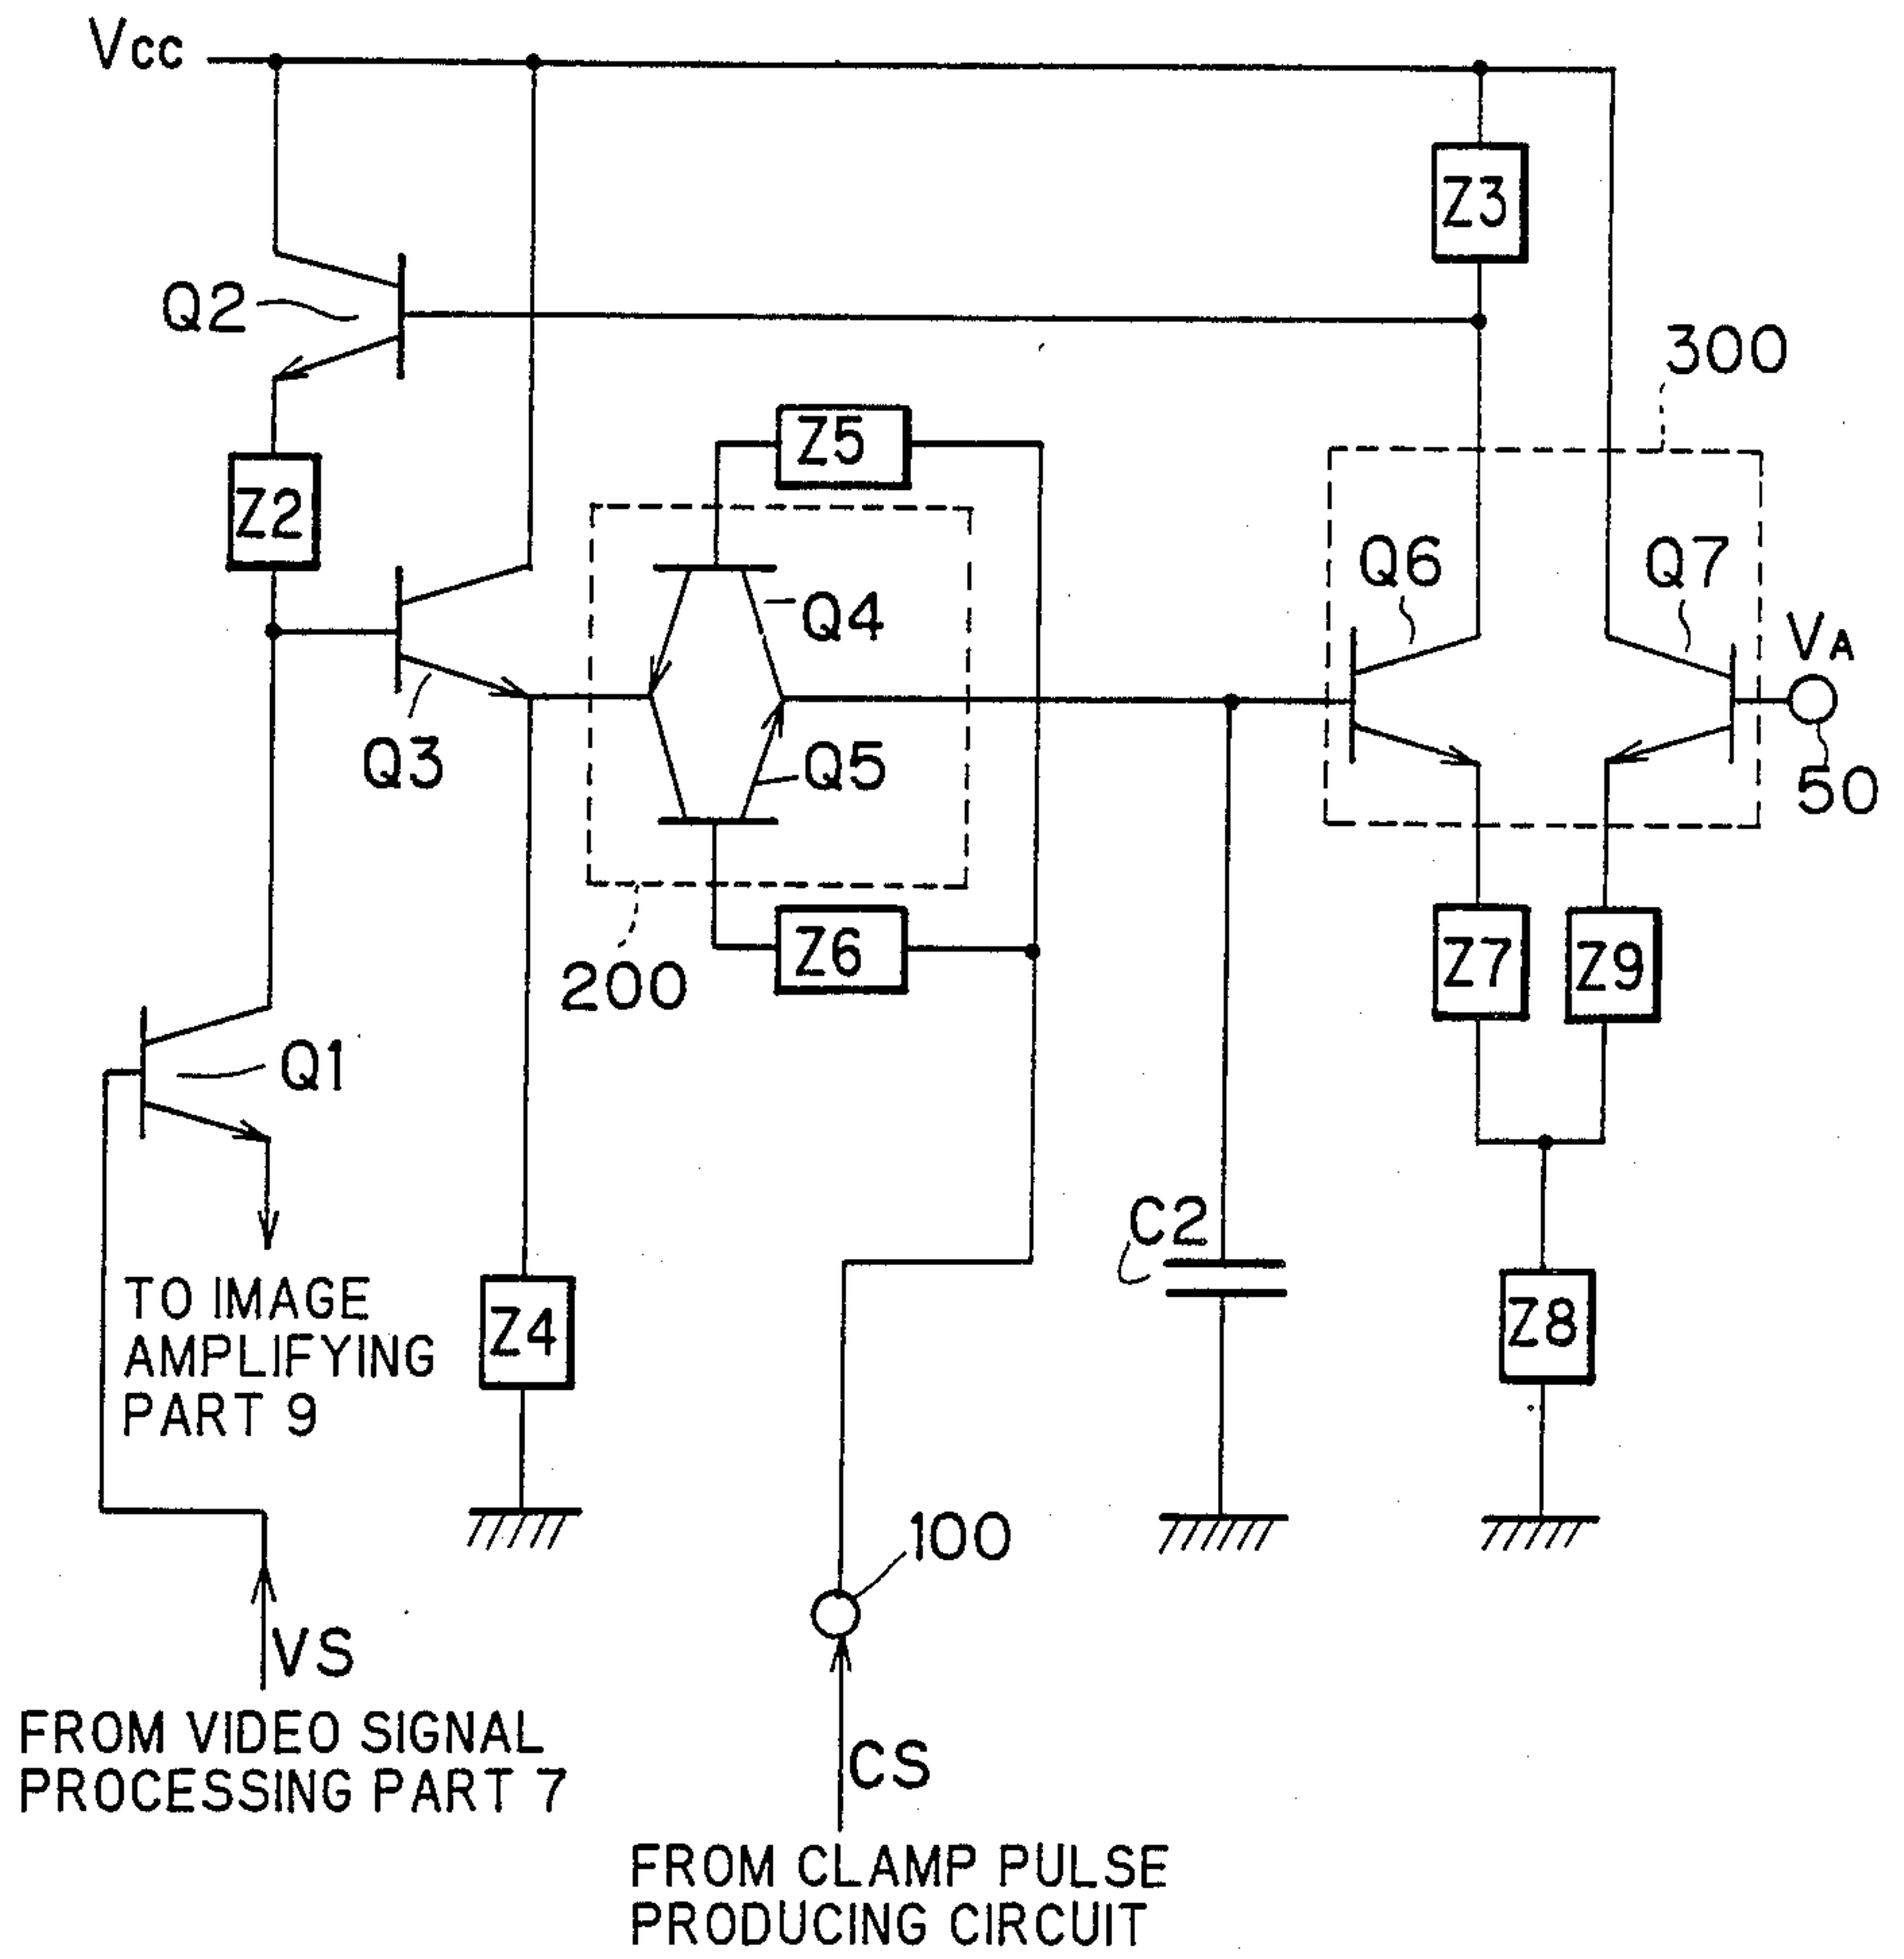 Vcc
Z3
Q2
300
Z5
Z2
Q6
Q7
Q4
VA
Q3
Q5
50
Z6
Z7
Z9
200
Q1
C2
TO IMAGE
AMPLIFYING
PART 9
Z4
Z8
100
VS
FROM VIDEO SIGNAL
PROCESSING PART 7
CS
FROM CLAMP PULSE
PRODUCING CIRCUIT